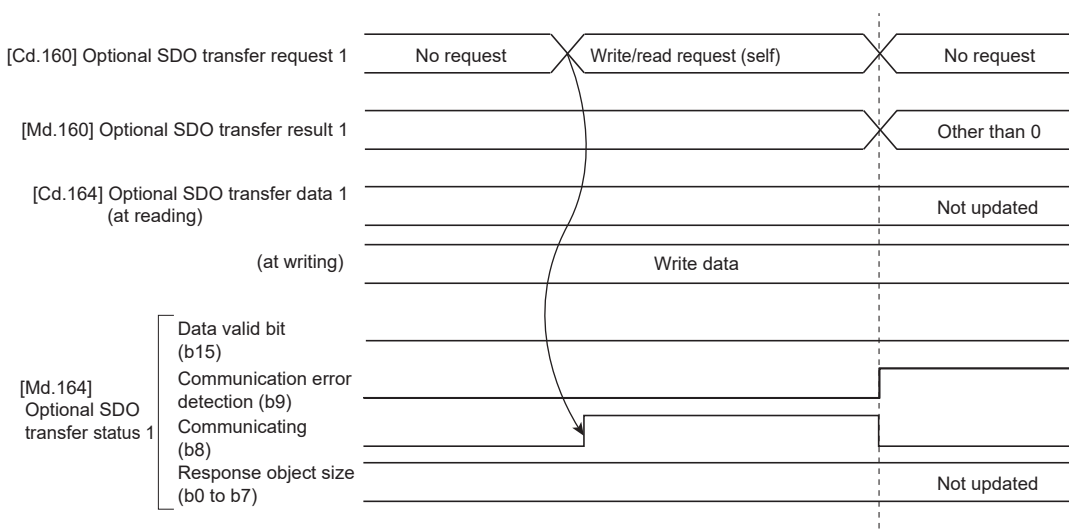 [Cd.160] Optional SDO transfer request 1
No request
Write/read request (self)
No request
[Md.160] Optional SDO transfer result 1
Other than 0
[Cd.164] Optional SDO transfer data 1
(at reading)
Not updated
(at writing)
Write data
[Md.164]
Optional SDO
transfer status 1
Data valid bit
(b15)
Communication error
detection (b9)
Communicating
(b8)
Response object size
(b0 to b7)
Not updated